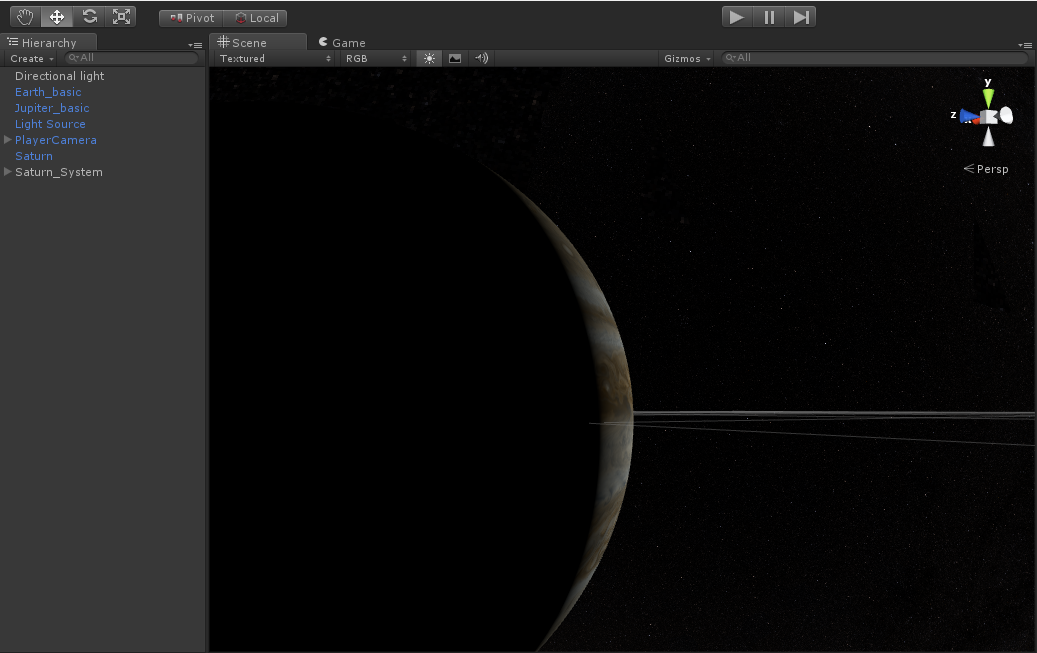 Pivot Local
Hierarchy
Scene Game
Create All
Textured RGB Gizmos All
Directional light
Earth_basic
Jupiter_basic
Light Source
PlayerCamera
Saturn
Saturn_System
y
z
Persp